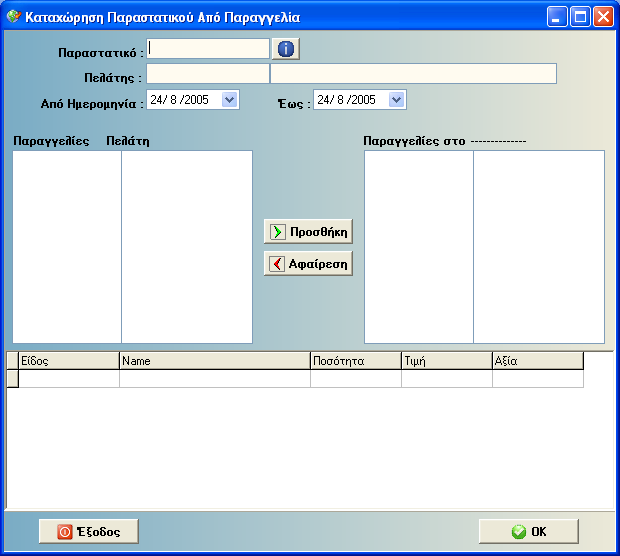 Καταχώρηση Παραστατικού Από Παραγγελία
Παραστατικό :
Πελάτης :
Από Ημερομηνία : 24/ 8 /2005 Έως : 24/ 8 /2005
Παραγγελίες Πελάτη Παραγγελίες στο --------------
Προσθήκη
Αφαίρεση
Είδος Name Ποσότητα Τιμή Αξία
Έξοδος OK